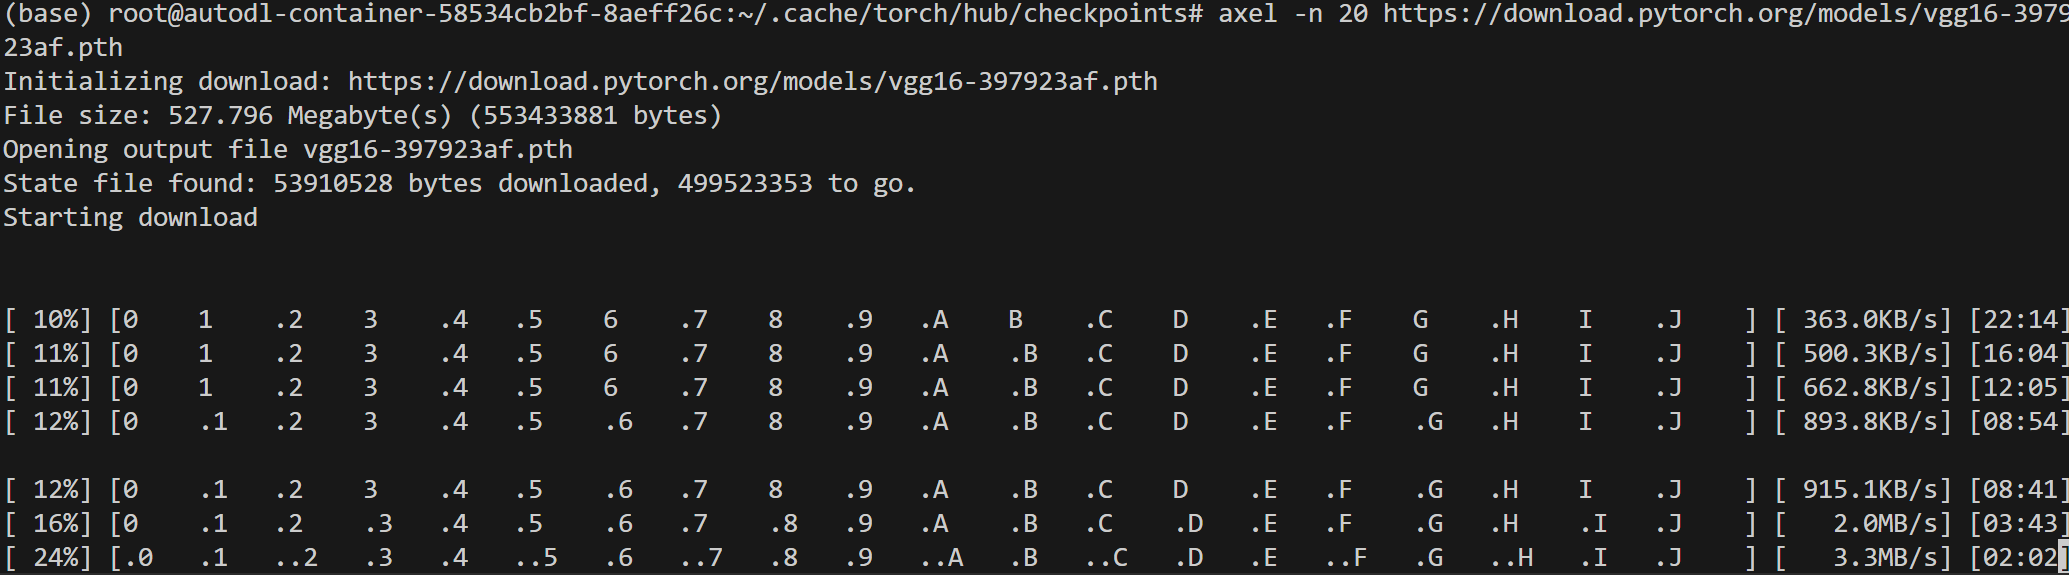 (base) root@autodl-container-58534cb2bf-8aeff26c:~/.cache/torch/hub/checkpoints# axel -n 20 https://download.pytorch.org/models/vgg16-3979
23af.pth
Initializing download: https://download.pytorch.org/models/vgg16-397923af.pth
File size: 527.796 Megabyte(s) (553433881 bytes)
Opening output file vgg16-397923af.pth
State file found: 53910528 bytes downloaded, 499523353 to go.
Starting download
[ 10%] [0    1    .2    3    .4   .5    6    .7    8    .9   .A    B    .C    D    .E   .F    G    .H    I    .J    ] [ 363.0KB/s] [22:14]
[ 11%] [0    1    .2    3    .4   .5    6    .7    8    .9   .A    .B   .C    D    .E   .F    G    .H    I    .J    ] [ 500.3KB/s] [16:04]
[ 11%] [0    1    .2    3    .4   .5    6    .7    8    .9   .A    .B   .C    D    .E   .F    G    .H    I    .J    ] [ 662.8KB/s] [12:05]
[ 12%] [0    .1   .2    3    .4   .5    .6   .7    8    .9   .A    .B   .C    D    .E   .F    .G   .H    I    .J    ] [ 893.8KB/s] [08:54]
[ 12%] [0    .1   .2    3    .4   .5    .6   .7    8    .9   .A    .B   .C    D    .E   .F    .G   .H    I    .J    ] [ 915.1KB/s] [08:41]
[ 16%] [0    .1   .2    .3   .4   .5    .6   .7    .8   .9   .A    .B   .C    .D   .E   .F    .G   .H    .I   .J    ] [   2.0MB/s] [03:43]
[ 24%] [.0   .1   ..2   .3   .4   ..5   .6   ..7   .8   .9   ..A   .B   ..C   .D   .E   ..F   .G   ..H   .I   .J    ] [   3.3MB/s] [02:02]